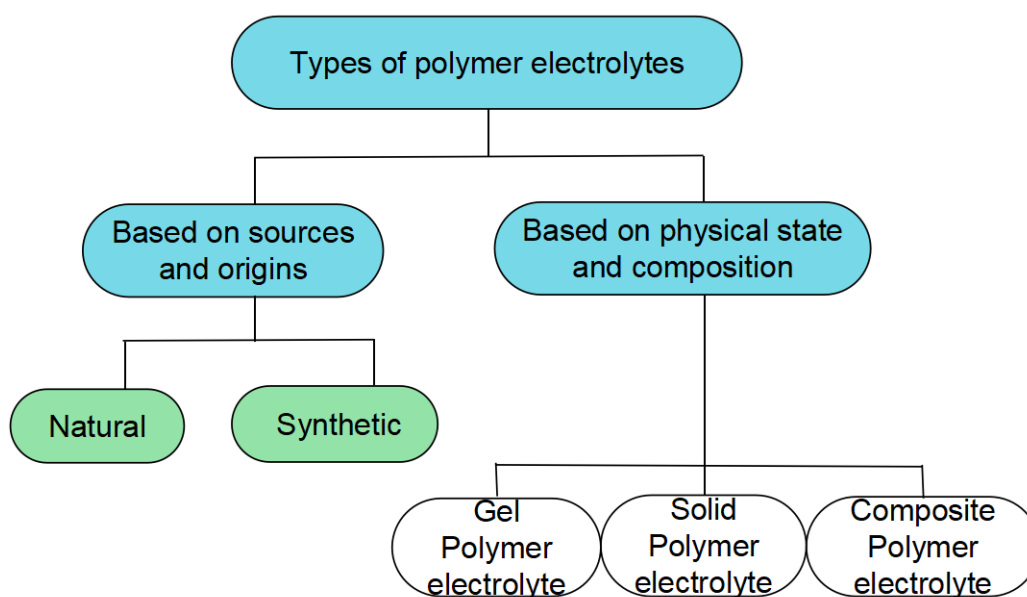 Types of polymer electrolytes
Based on sources
and origins
Based on physical state
and composition
Natural
Synthetic
Gel
Polymer
electrolyte
Solid
Polymer
electrolyte
Composite
Polymer
electrolyte